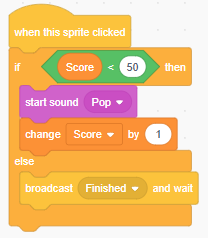 when this sprite clicked
if Score < 50 then
start sound Pop
change Score by 1
else
broadcast Finished and wait